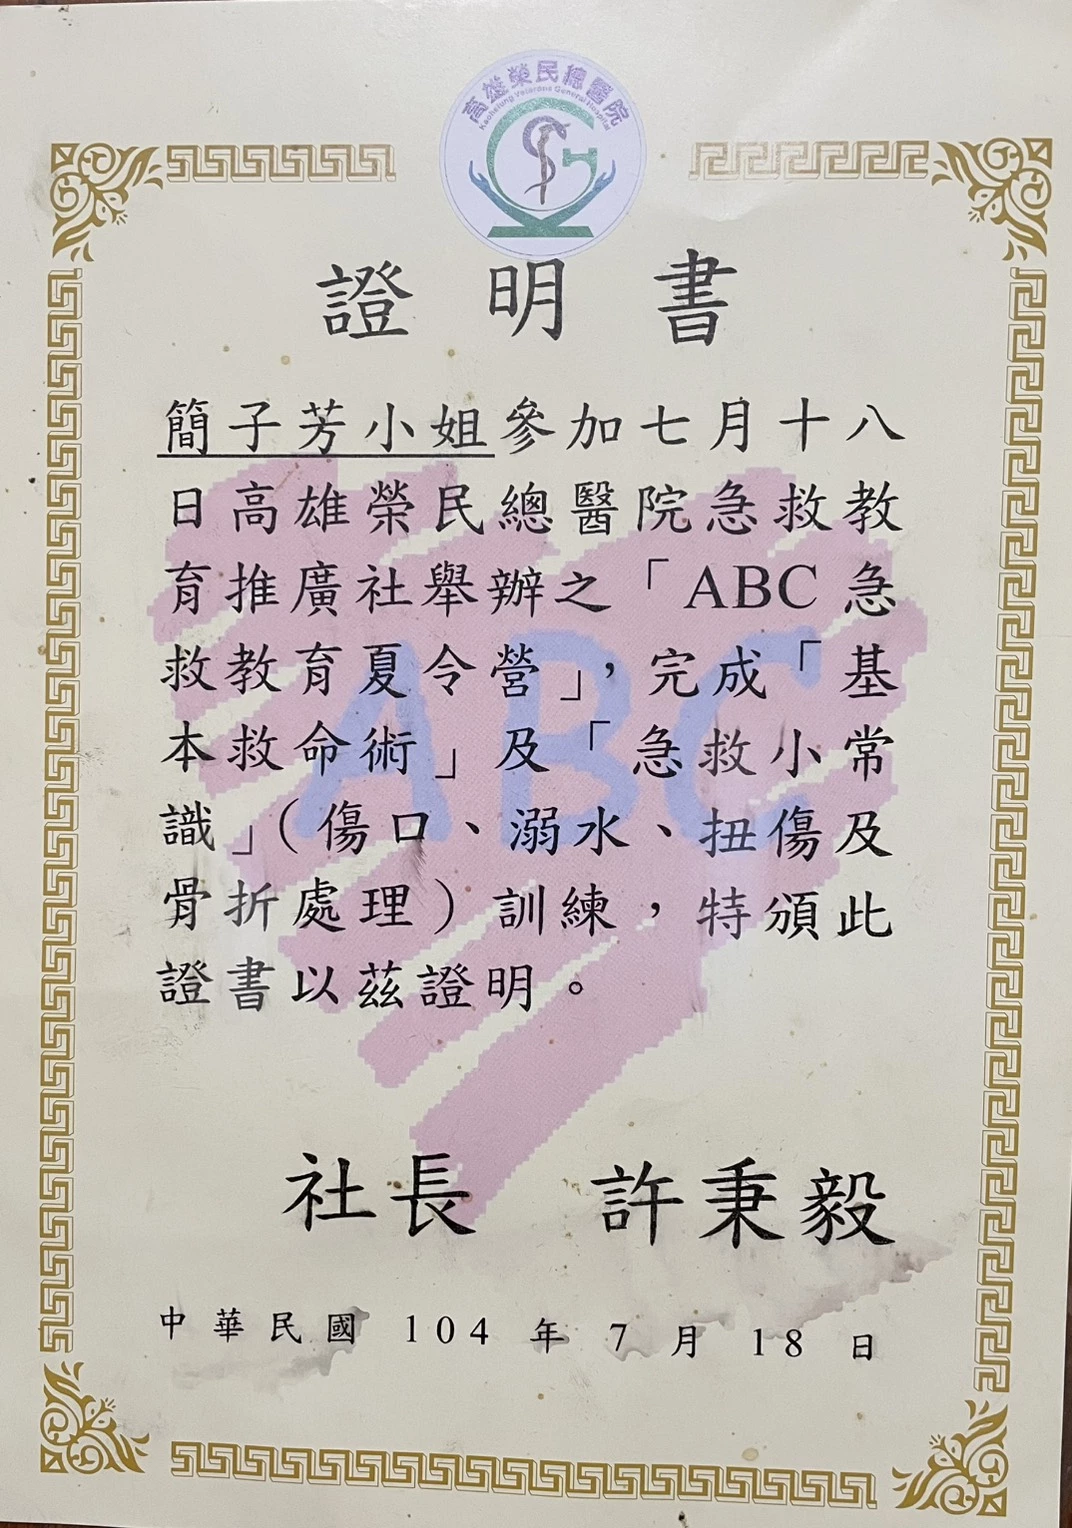 高雄榮民總醫院
Kaohsiung Veterans General Hospital
證明書
簡子芳小姐參加七月十八
日高雄榮民總醫院急救教
育推廣社舉辦之「ABC 急
救教育夏令營」，完成「基
本救命術」及「急救小常
識」（傷口、溺水、扭傷及
骨折處理）訓練，特頒此
證書以茲證明。
ABC
社長 許秉毅
中華民國 104 年 7 月 18 日